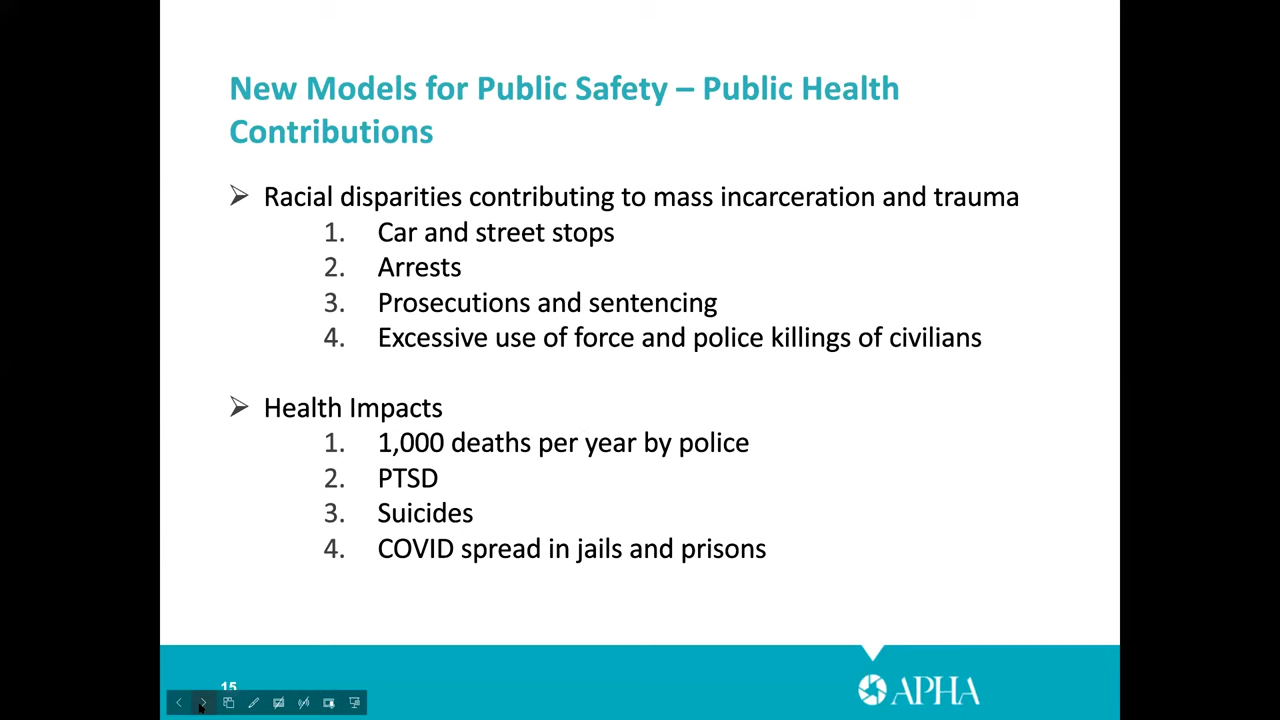 New Models for Public Safety – Public Health
Contributions
Racial disparities contributing to mass incarceration and trauma
1. Car and street stops
2. Arrests
3. Prosecutions and sentencing
4. Excessive use of force and police killings of civilians
Health Impacts
1. 1,000 deaths per year by police
2. PTSD
3. Suicides
4. COVID spread in jails and prisons
15
APHA